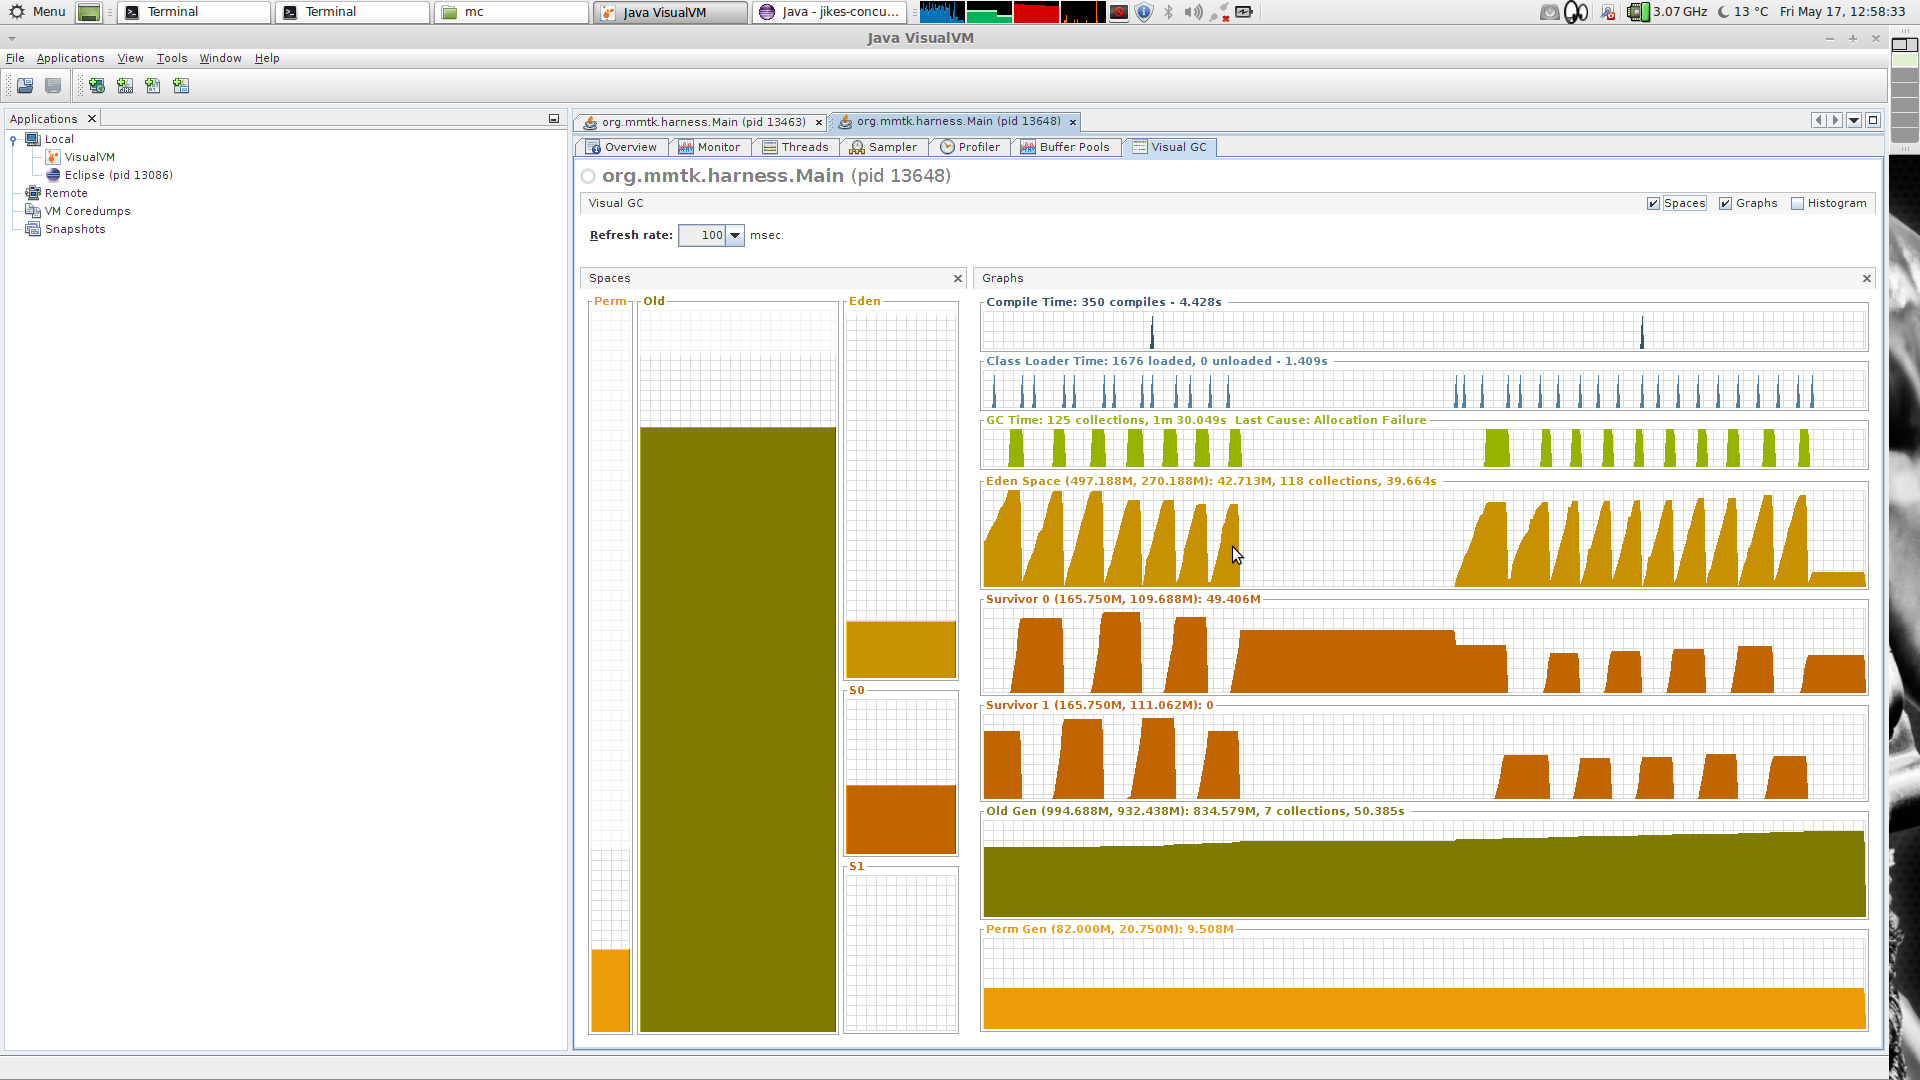 Menu Terminal Terminal mc Java VisualVM Java - jikes-concu... 3.07 GHz 13 °C Fri May 17, 12:58:33
Java VisualVM
File Applications View Tools Window Help
Applications
Local
VisualVM
Eclipse (pid 13086)
Remote
VM Coredumps
Snapshots
org.mmtk.harness.Main (pid 13463) org.mmtk.harness.Main (pid 13648)
Overview Monitor Threads Sampler Profiler Buffer Pools Visual GC
org.mmtk.harness.Main (pid 13648)
Visual GC Spaces Graphs Histogram
Refresh rate: 100 msec.
Spaces
Perm Old Eden
S0
S1
Graphs
Compile Time: 350 compiles - 4.428s
Class Loader Time: 1676 loaded, 0 unloaded - 1.409s
GC Time: 125 collections, 1m 30.049s Last Cause: Allocation Failure
Eden Space (497.188M, 270.188M): 42.713M, 118 collections, 39.664s
Survivor 0 (165.750M, 109.688M): 49.406M
Survivor 1 (165.750M, 111.062M): 0
Old Gen (994.688M, 932.438M): 834.579M, 7 collections, 50.385s
Perm Gen (82.000M, 20.750M): 9.508M